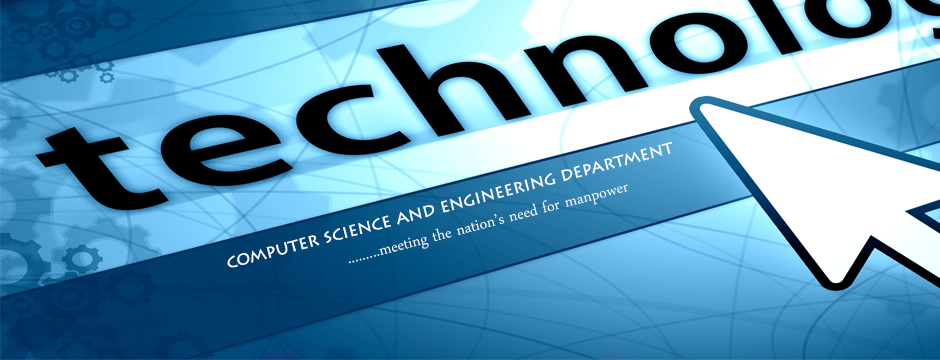 technolog
COMPUTER SCIENCE AND ENGINEERING DEPARTMENT
.........meeting the nation's need for manpower